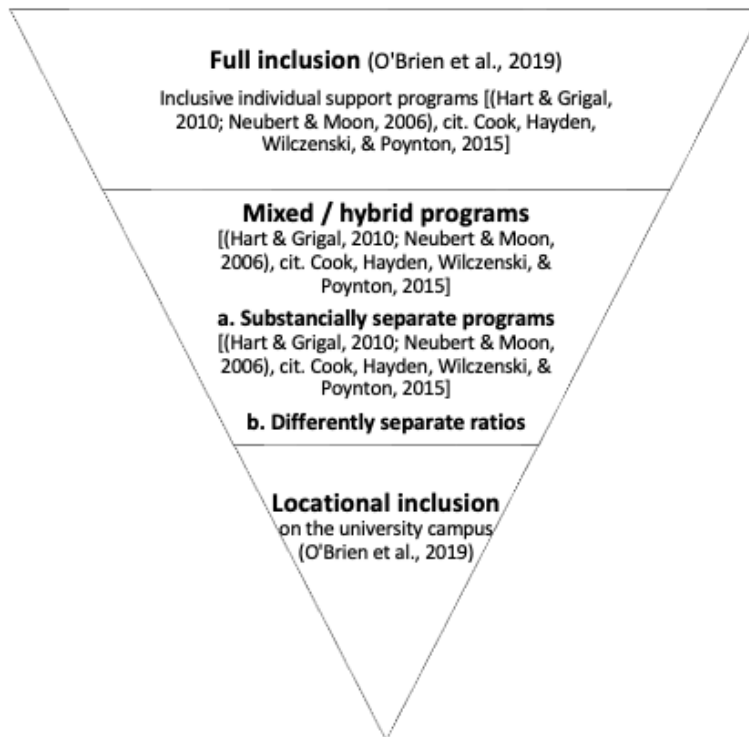 Full inclusion (O'Brien et al., 2019)
Inclusive individual support programs [(Hart & Grigal,
2010; Neubert & Moon, 2006), cit. Cook, Hayden,
Wilczenski, & Poynton, 2015]
Mixed / hybrid programs
[(Hart & Grigal, 2010; Neubert & Moon,
2006), cit. Cook, Hayden, Wilczenski, &
Poynton, 2015]
a. Substancially separate programs
[(Hart & Grigal, 2010; Neubert & Moon,
2006), cit. Cook, Hayden, Wilczenski, &
Poynton, 2015]
b. Differently separate ratios
Locational inclusion
on the university campus
(O'Brien et al., 2019)